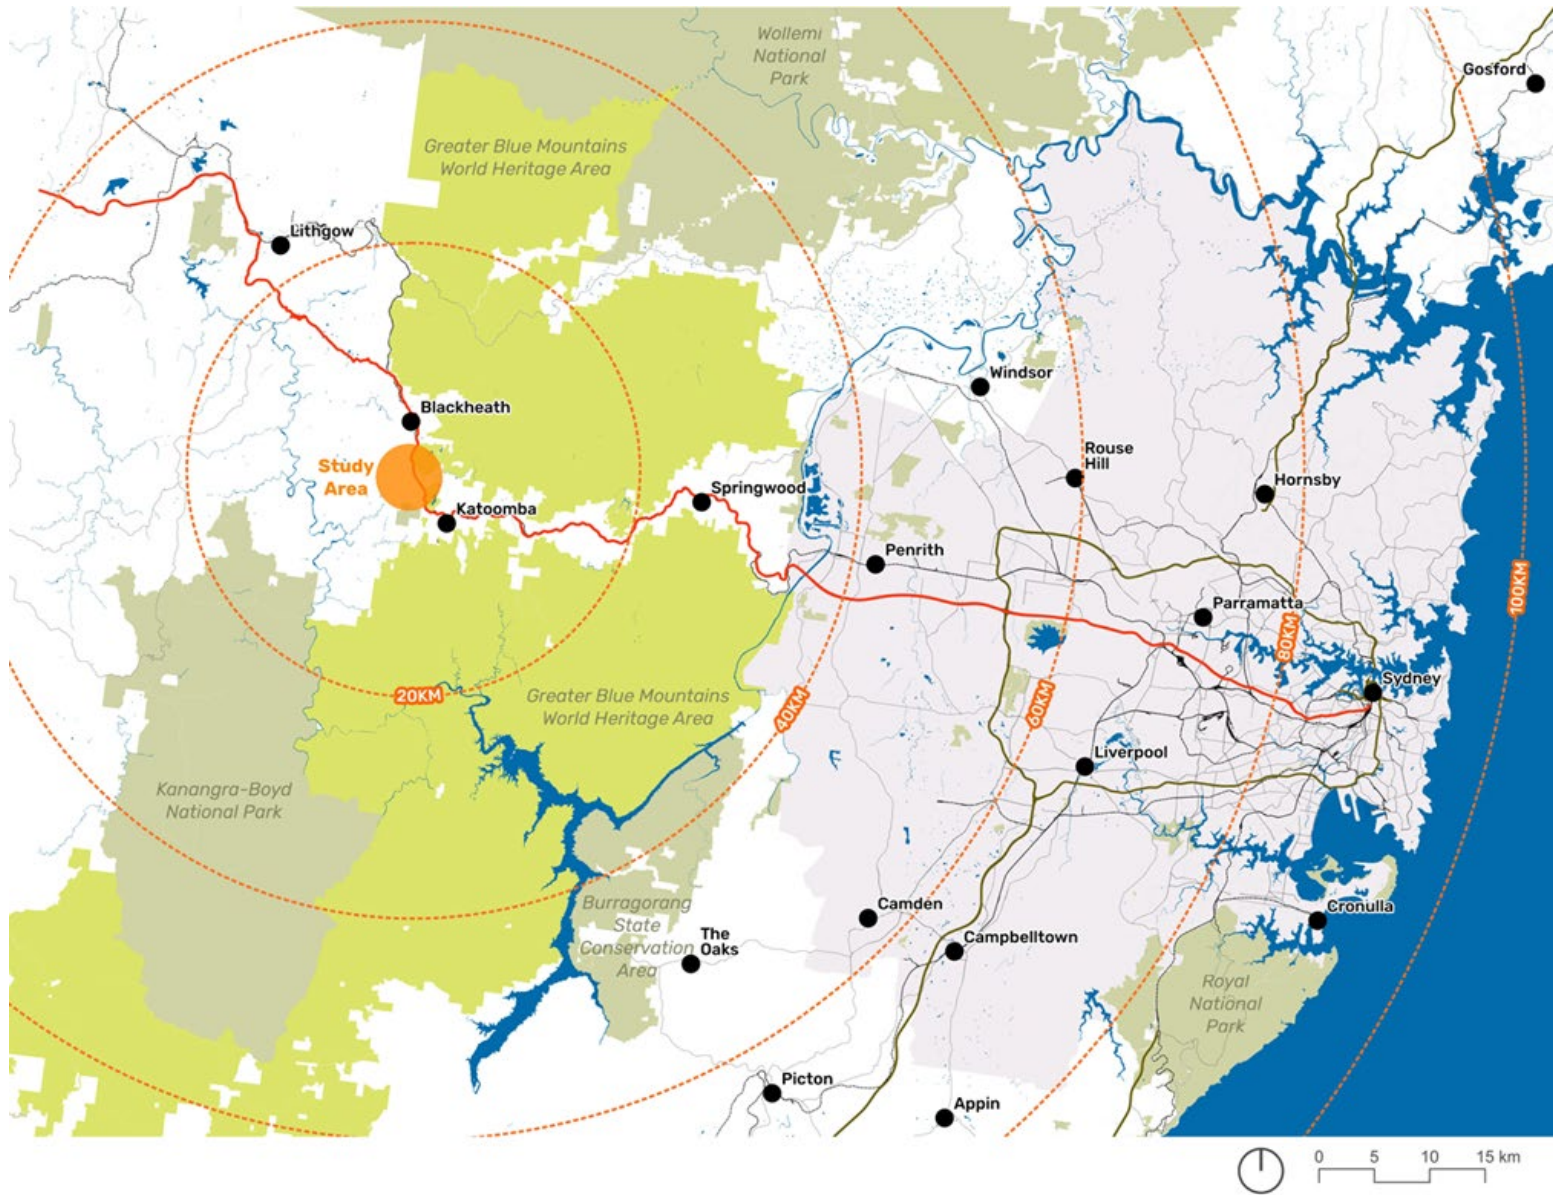 Wollemi
National
Park
Gosford
Greater Blue Mountains
World Heritage Area
Lithgow
Windsor
Blackheath
Rouse
Hill
Study
Area
Hornsby
Springwood
Katoomba
Penrith
100KM
Parramatta
80KM
Sydney
20KM
Greater Blue Mountains
World Heritage Area
40KM
60KM
Liverpool
Kanangra-Boyd
National Park
Burragorang
State
Conservation
Area
The
Oaks
Camden
Cronulla
Campbelltown
Royal
National
Park
Picton
Appin
0 5 10 15 km